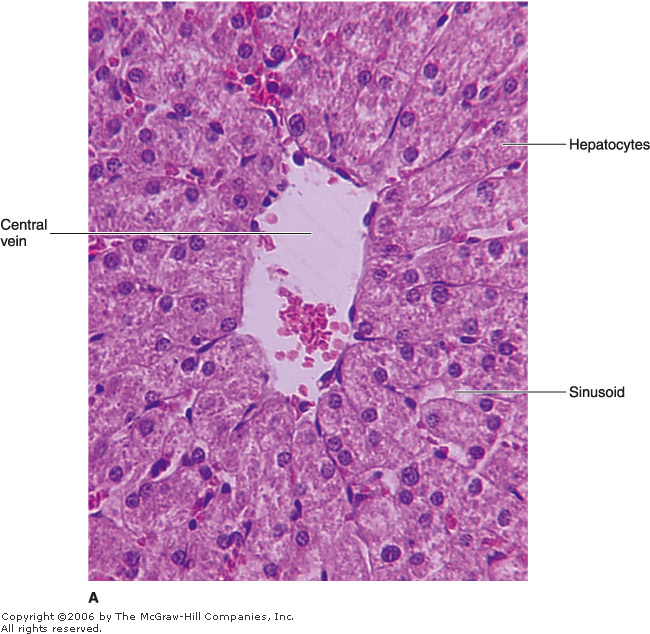 Hepatocytes
Central
vein
Sinusoid
A
Copyright ©2006 by The McGraw-Hill Companies, Inc.
All rights reserved.